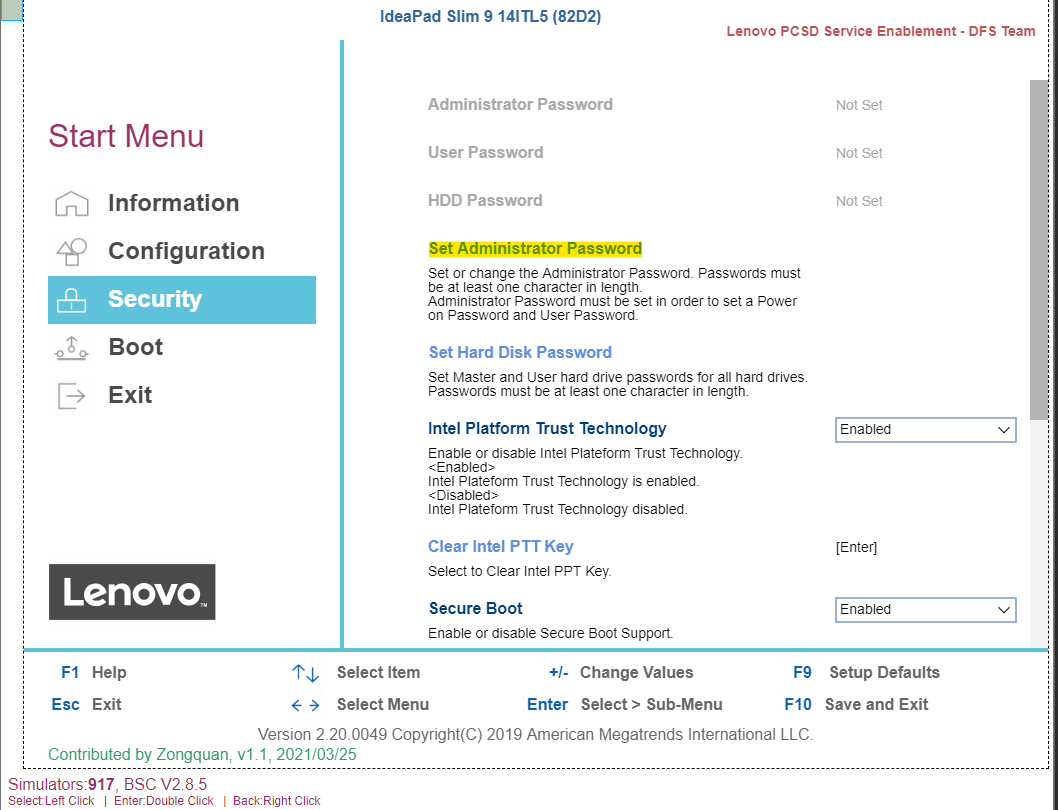 IdeaPad Slim 9 14ITL5 (82D2)
Lenovo PCSD Service Enablement - DFS Team
Start Menu
Information
Configuration
Security
Boot
Exit
Lenovo™
Administrator Password Not Set
User Password Not Set
HDD Password Not Set
Set Administrator Password
Set or change the Administrator Password. Passwords must
be at least one character in length.
Administrator Password must be set in order to set a Power
on Password and User Password.
Set Hard Disk Password
Set Master and User hard drive passwords for all hard drives.
Passwords must be at least one character in length.
Intel Platform Trust Technology Enabled
Enable or disable Intel Plateform Trust Technology.
<Enabled>
Intel Plateform Trust Technology is enabled.
<Disabled>
Intel Plateform Trust Technology disabled.
Clear Intel PTT Key [Enter]
Select to Clear Intel PPT Key.
Secure Boot Enabled
Enable or disable Secure Boot Support.
F1 Help ↑↓ Select Item +/- Change Values F9 Setup Defaults
Esc Exit ←→ Select Menu Enter Select > Sub-Menu F10 Save and Exit
Version 2.20.0049 Copyright(C) 2019 American Megatrends International LLC.
Contributed by Zongquan, v1.1, 2021/03/25
Simulators:917, BSC V2.8.5
Select:Left Click | Enter:Double Click | Back:Right Click